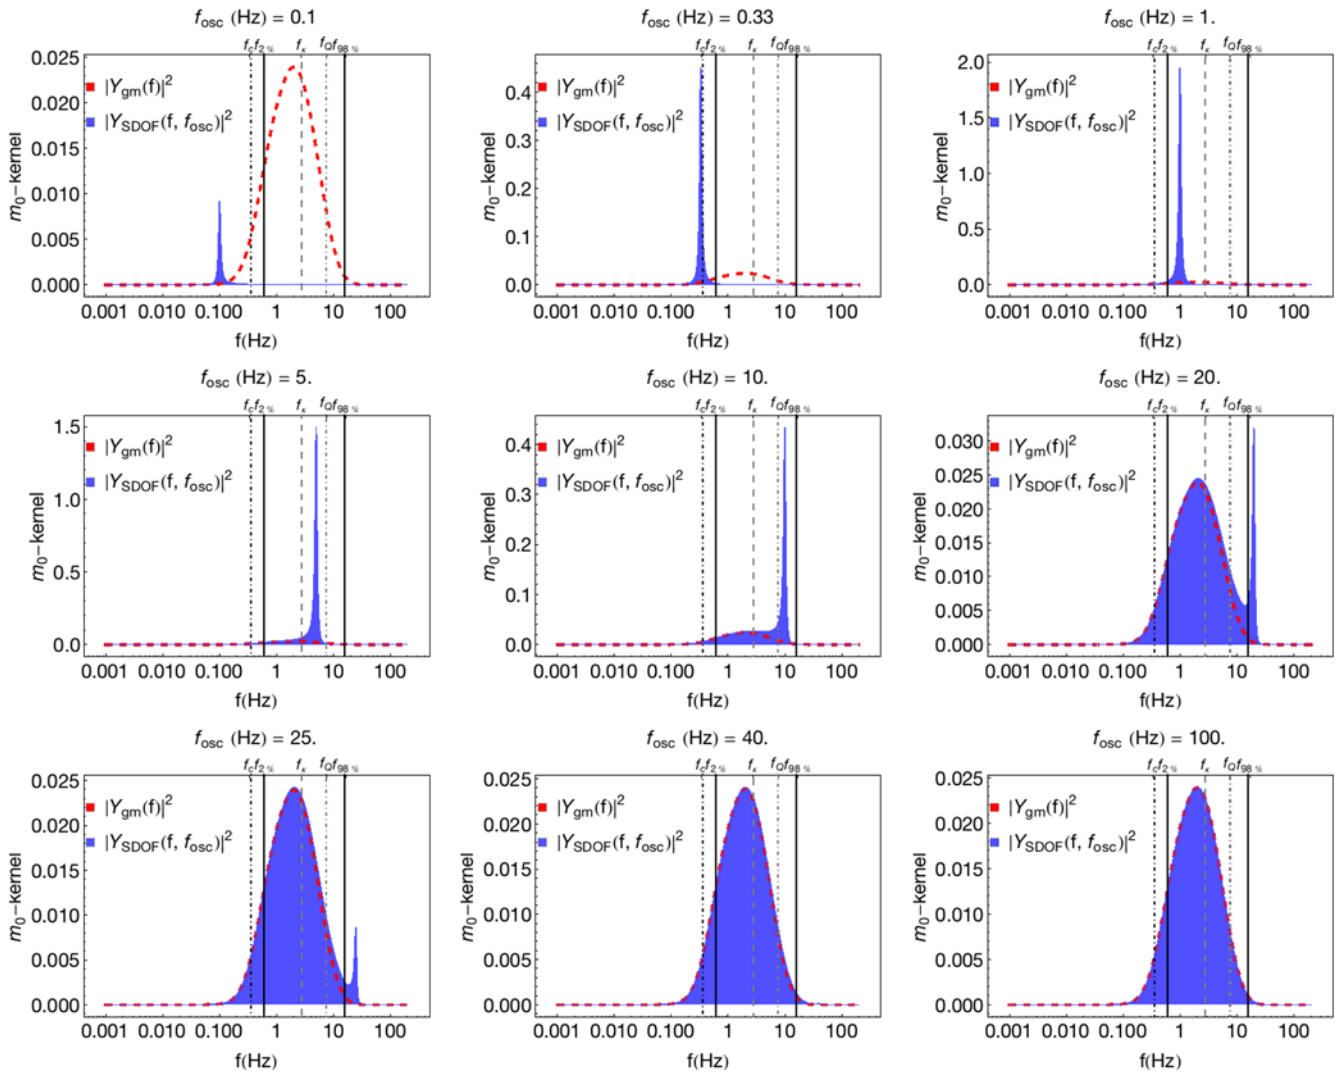 f_osc (Hz) = 0.1
f_c f_2% f_κ f_Q f_98%
0.025
0.020
0.015
0.010
0.005
0.000
m_0−kernel
|Y_gm(f)|^2
|Y_SDOF(f, f_osc)|^2
0.001 0.010 0.100 1 10 100
f(Hz)
f_osc (Hz) = 0.33
f_c f_2% f_κ f_Q f_98%
0.4
0.3
0.2
0.1
0.0
m_0−kernel
|Y_gm(f)|^2
|Y_SDOF(f, f_osc)|^2
0.001 0.010 0.100 1 10 100
f(Hz)
f_osc (Hz) = 1.
f_c f_2% f_κ f_Q f_98%
2.0
1.5
1.0
0.5
0.0
m_0−kernel
|Y_gm(f)|^2
|Y_SDOF(f, f_osc)|^2
0.001 0.010 0.100 1 10 100
f(Hz)
f_osc (Hz) = 5.
f_c f_2% f_κ f_Q f_98%
1.5
1.0
0.5
0.0
m_0−kernel
|Y_gm(f)|^2
|Y_SDOF(f, f_osc)|^2
0.001 0.010 0.100 1 10 100
f(Hz)
f_osc (Hz) = 10.
f_c f_2% f_κ f_Q f_98%
0.4
0.3
0.2
0.1
0.0
m_0−kernel
|Y_gm(f)|^2
|Y_SDOF(f, f_osc)|^2
0.001 0.010 0.100 1 10 100
f(Hz)
f_osc (Hz) = 20.
f_c f_2% f_κ f_Q f_98%
0.030
0.025
0.020
0.015
0.010
0.005
0.000
m_0−kernel
|Y_gm(f)|^2
|Y_SDOF(f, f_osc)|^2
0.001 0.010 0.100 1 10 100
f(Hz)
f_osc (Hz) = 25.
f_c f_2% f_κ f_Q f_98%
0.025
0.020
0.015
0.010
0.005
0.000
m_0−kernel
|Y_gm(f)|^2
|Y_SDOF(f, f_osc)|^2
0.001 0.010 0.100 1 10 100
f(Hz)
f_osc (Hz) = 40.
f_c f_2% f_κ f_Q f_98%
0.025
0.020
0.015
0.010
0.005
0.000
m_0−kernel
|Y_gm(f)|^2
|Y_SDOF(f, f_osc)|^2
0.001 0.010 0.100 1 10 100
f(Hz)
f_osc (Hz) = 100.
f_c f_2% f_κ f_Q f_98%
0.025
0.020
0.015
0.010
0.005
0.000
m_0−kernel
|Y_gm(f)|^2
|Y_SDOF(f, f_osc)|^2
0.001 0.010 0.100 1 10 100
f(Hz)